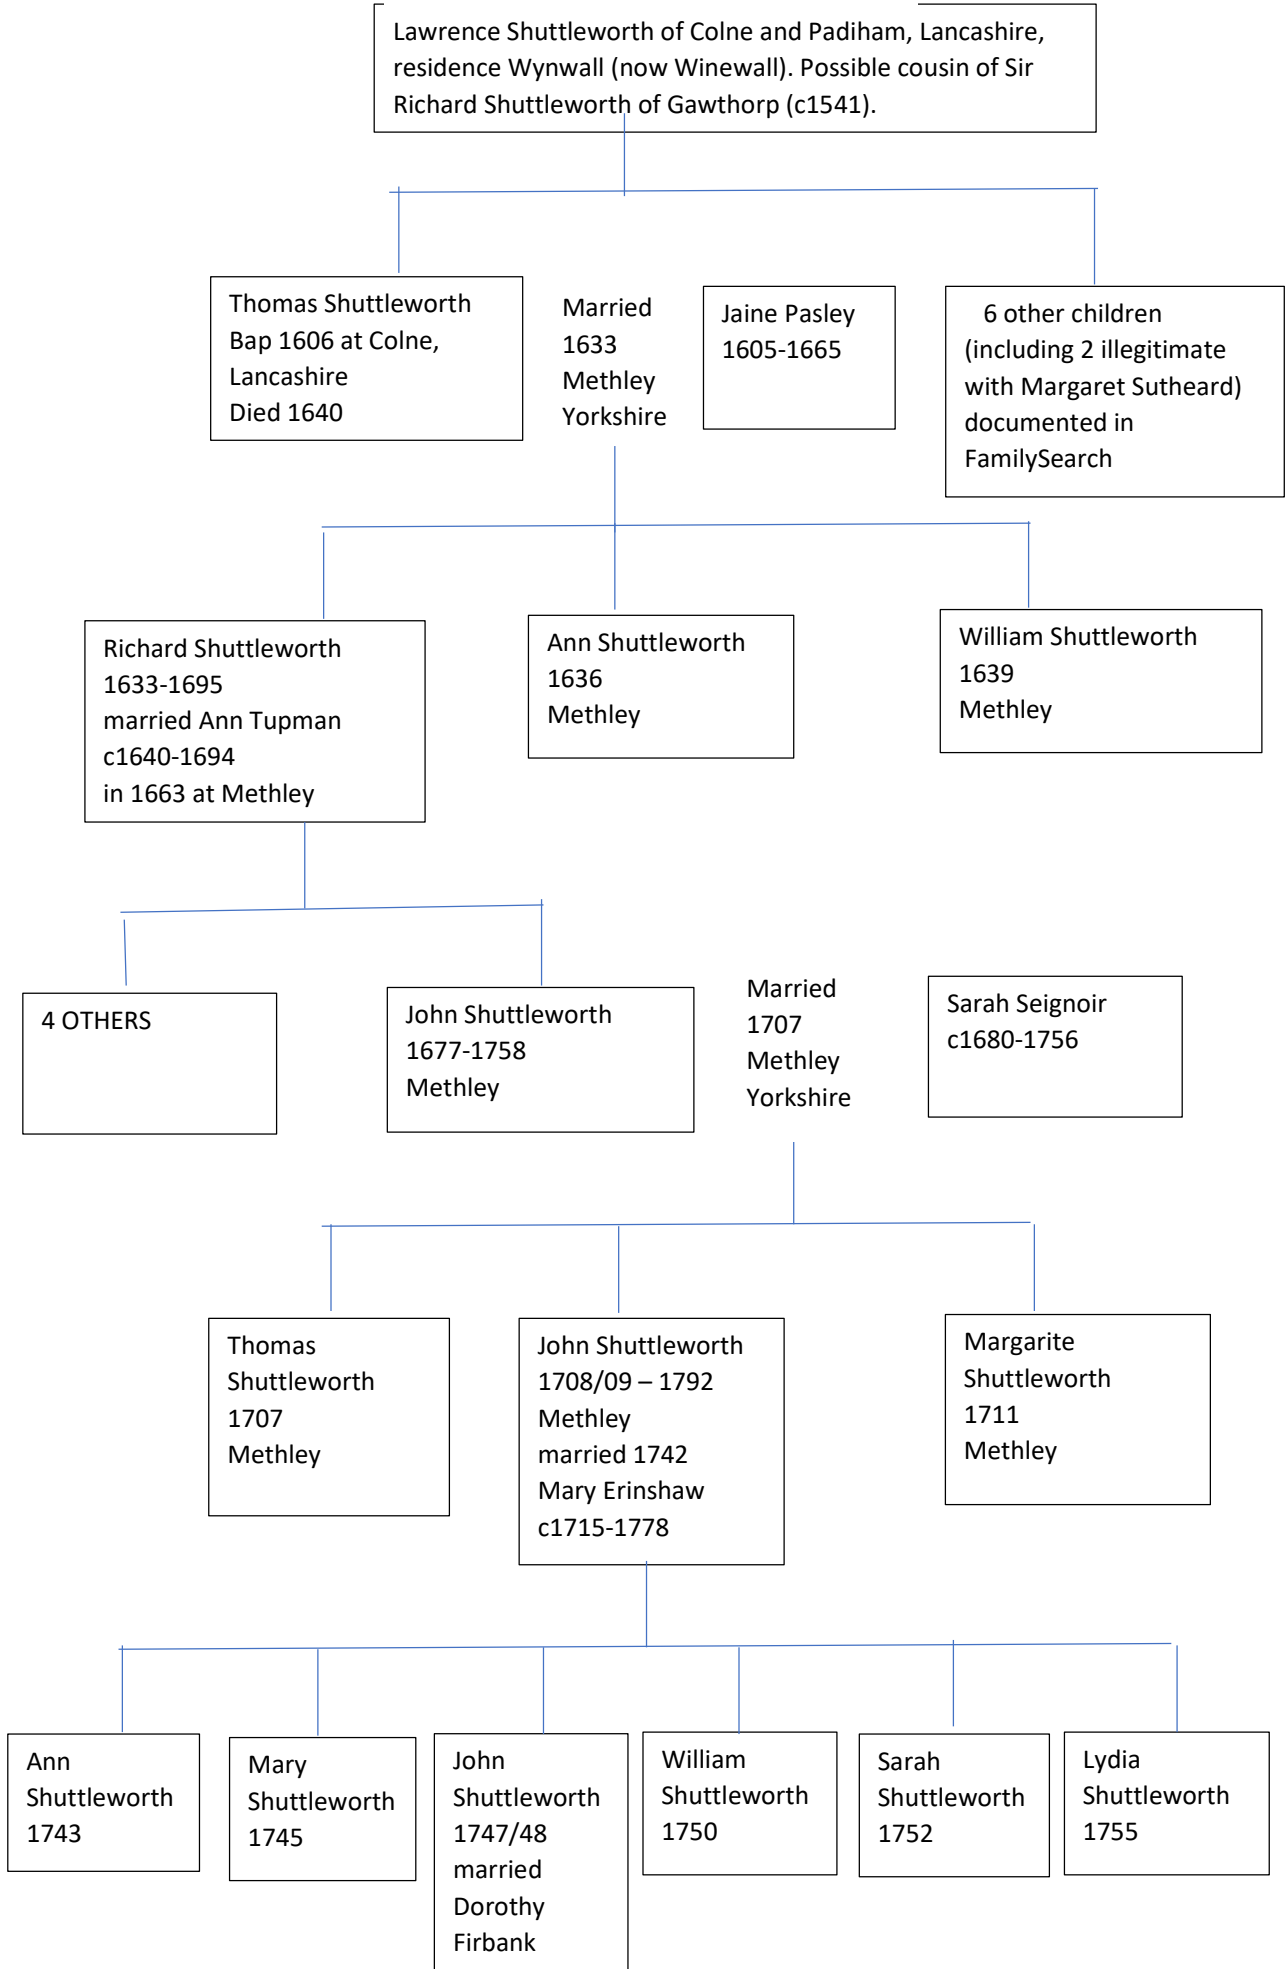 Lawrence Shuttleworth of Colne and Padiham, Lancashire,
residence Wynwall (now Winewall). Possible cousin of Sir
Richard Shuttleworth of Gawthorp (c1541).
Thomas Shuttleworth
Bap 1606 at Colne,
Lancashire
Died 1640
Married
1633
Methley
Yorkshire
Jaine Pasley
1605-1665
6 other children
(including 2 illegitimate
with Margaret Sutheard)
documented in
FamilySearch
Richard Shuttleworth
1633-1695
married Ann Tupman
c1640-1694
in 1663 at Methley
Ann Shuttleworth
1636
Methley
William Shuttleworth
1639
Methley
4 OTHERS
John Shuttleworth
1677-1758
Methley
Married
1707
Methley
Yorkshire
Sarah Seignoir
c1680-1756
Thomas
Shuttleworth
1707
Methley
John Shuttleworth
1708/09 – 1792
Methley
married 1742
Mary Erinshaw
c1715-1778
Margarite
Shuttleworth
1711
Methley
Ann
Shuttleworth
1743
Mary
Shuttleworth
1745
John
Shuttleworth
1747/48
married
Dorothy
Firbank
William
Shuttleworth
1750
Sarah
Shuttleworth
1752
Lydia
Shuttleworth
1755